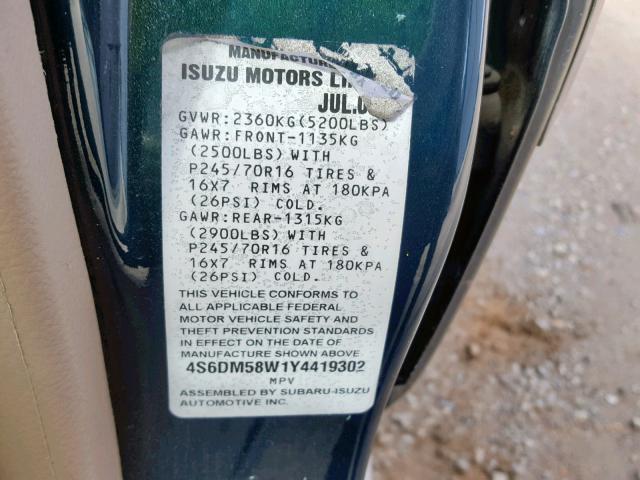 MANUFACTURE
ISUZU MOTORS LI
JUL.0
GVWR:2360KG(5200LBS)
GAWR:FRONT-1135KG
(2500LBS) WITH
P245/70R16 TIRES &
16X7 RIMS AT 180KPA
(26PSI) COLD.
GAWR:REAR-1315KG
(2900LBS) WITH
P245/70R16 TIRES &
16X7 RIMS AT 180KPA
(26PSI) COLD.
THIS VEHICLE CONFORMS TO
ALL APPLICABLE FEDERAL
MOTOR VEHICLE SAFETY AND
THEFT PREVENTION STANDARDS
IN EFFECT ON THE DATE OF
MANUFACTURE SHOWN ABOVE
4S6DM58W1Y4419302
MPV
ASSEMBLED BY SUBARU-ISUZU
AUTOMOTIVE INC.